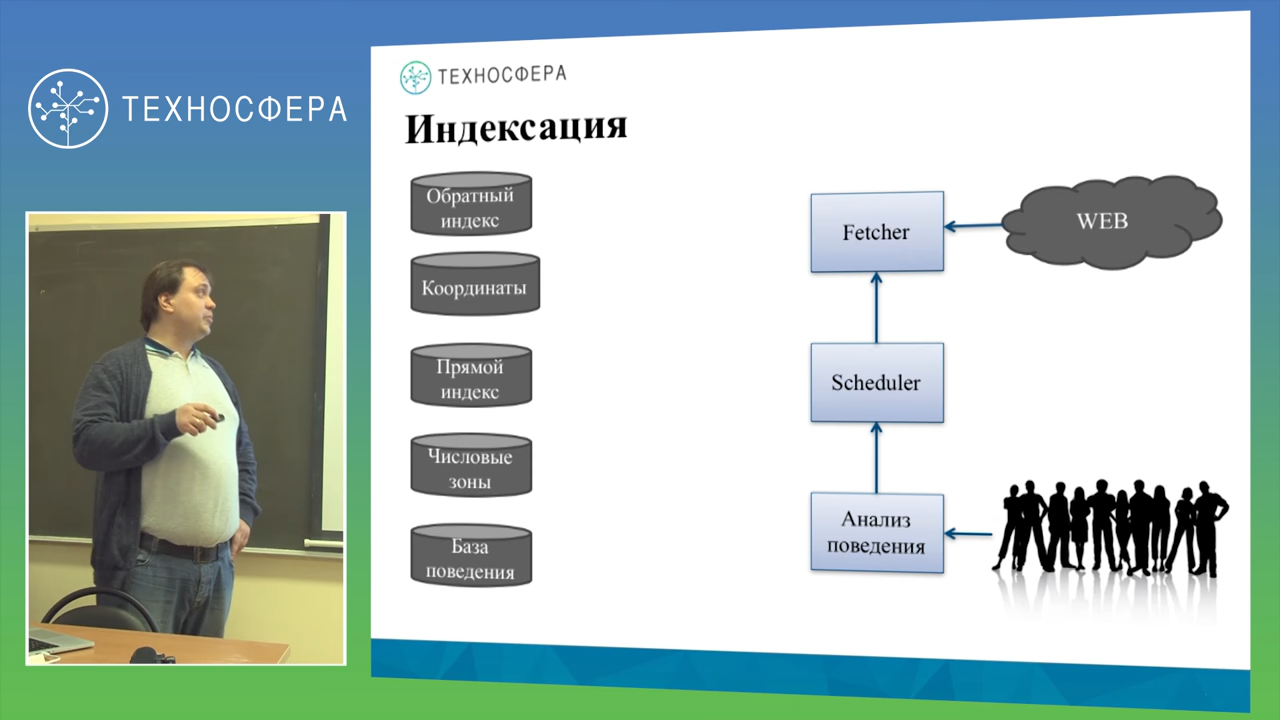 ТЕХНОСФЕРА
ТЕХНОСФЕРА
Индексация
Обратный
индекс
Координаты
Прямой
индекс
Числовые
зоны
База
поведения
Fetcher
WEB
Scheduler
Анализ
поведения